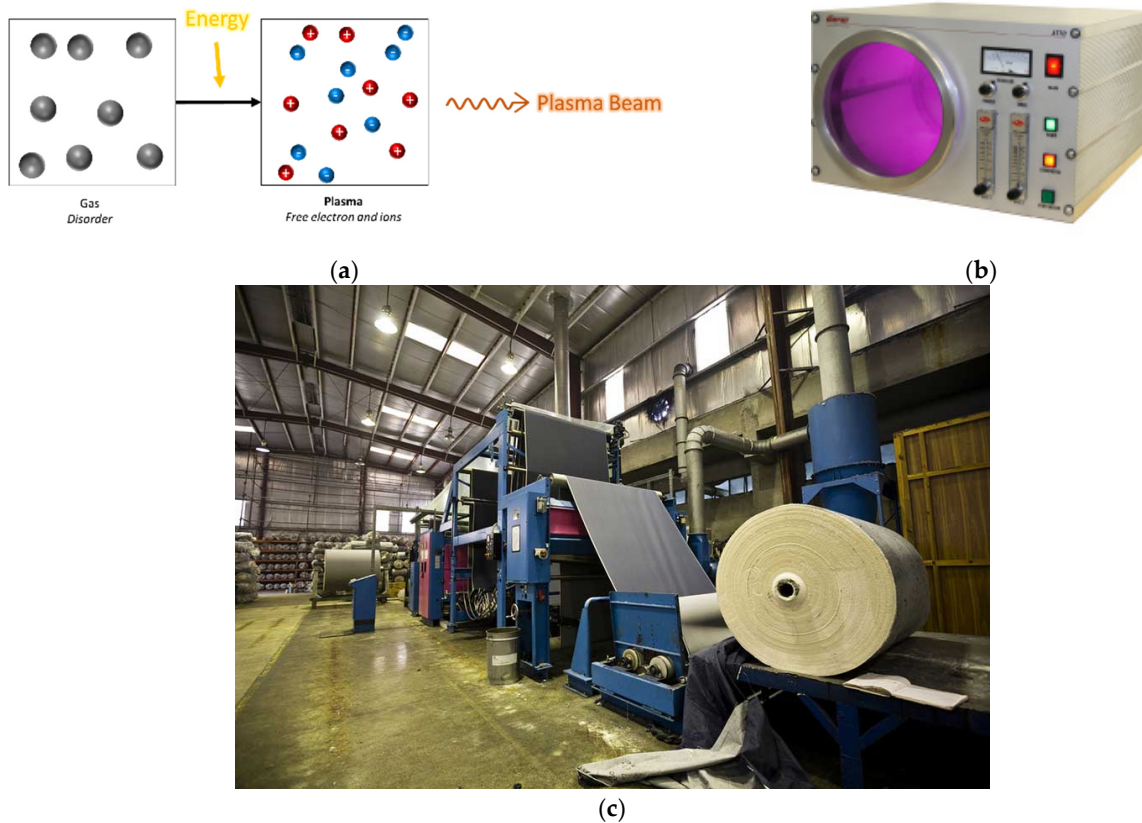 Energy
Plasma Beam
Gas
Disorder
Plasma
Free electron and ions
(a)
(b)
(c)